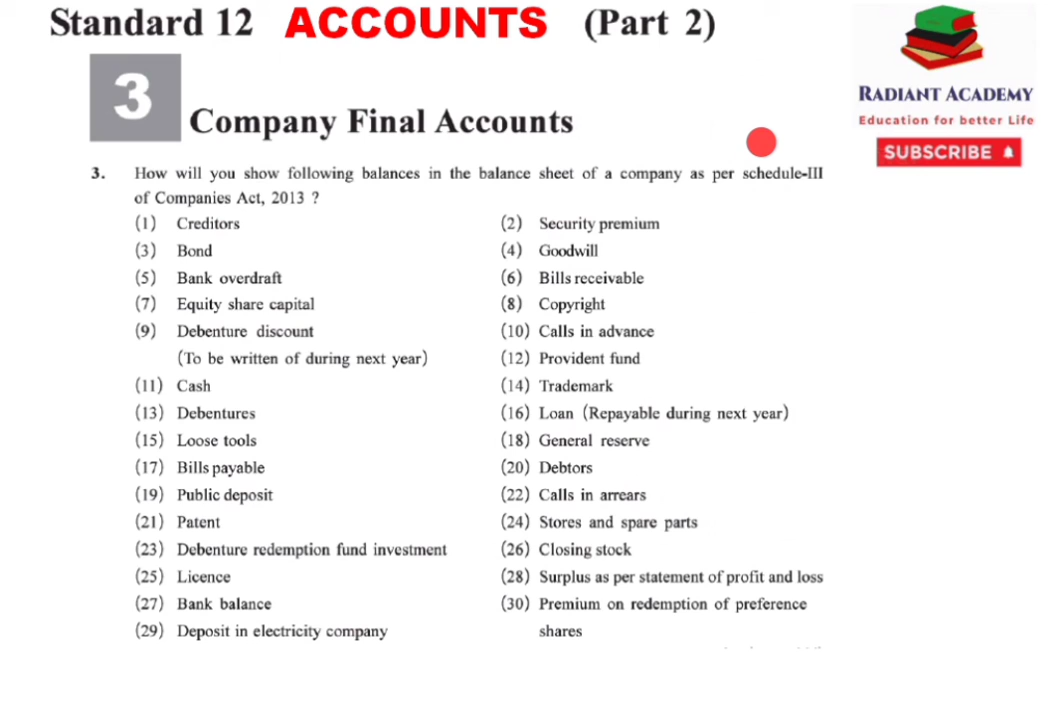 Standard 12 ACCOUNTS (Part 2)
RADIANT ACADEMY
Education for better Life
SUBSCRIBE
3
Company Final Accounts
3. How will you show following balances in the balance sheet of a company as per schedule-III
of Companies Act, 2013 ?
(1) Creditors (2) Security premium
(3) Bond (4) Goodwill
(5) Bank overdraft (6) Bills receivable
(7) Equity share capital (8) Copyright
(9) Debenture discount (10) Calls in advance
(To be written of during next year) (12) Provident fund
(11) Cash (14) Trademark
(13) Debentures (16) Loan (Repayable during next year)
(15) Loose tools (18) General reserve
(17) Bills payable (20) Debtors
(19) Public deposit (22) Calls in arrears
(21) Patent (24) Stores and spare parts
(23) Debenture redemption fund investment (26) Closing stock
(25) Licence (28) Surplus as per statement of profit and loss
(27) Bank balance (30) Premium on redemption of preference
(29) Deposit in electricity company shares